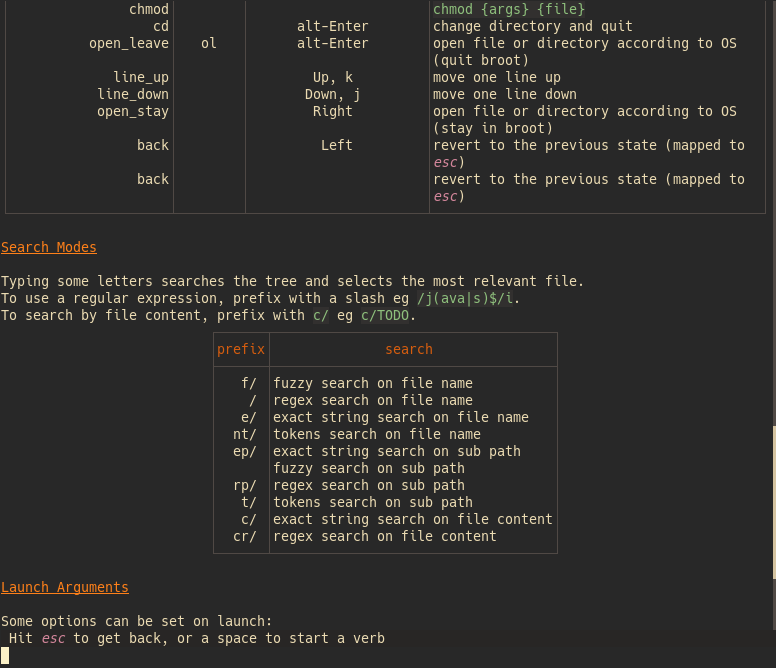 chmod chmod {args} {file}
cd alt-Enter change directory and quit
open_leave ol alt-Enter open file or directory according to OS
(quit broot)
line_up Up, k move one line up
line_down Down, j move one line down
open_stay Right open file or directory according to OS
(stay in broot)
back Left revert to the previous state (mapped to
esc)
back revert to the previous state (mapped to
esc)
Search Modes
Typing some letters searches the tree and selects the most relevant file.
To use a regular expression, prefix with a slash eg /j(ava|s)$/i.
To search by file content, prefix with c/ eg c/TODO.
prefix search
f/ fuzzy search on file name
/ regex search on file name
e/ exact string search on file name
nt/ tokens search on file name
ep/ exact string search on sub path
fuzzy search on sub path
rp/ regex search on sub path
t/ tokens search on sub path
c/ exact string search on file content
cr/ regex search on file content
Launch Arguments
Some options can be set on launch:
Hit esc to get back, or a space to start a verb